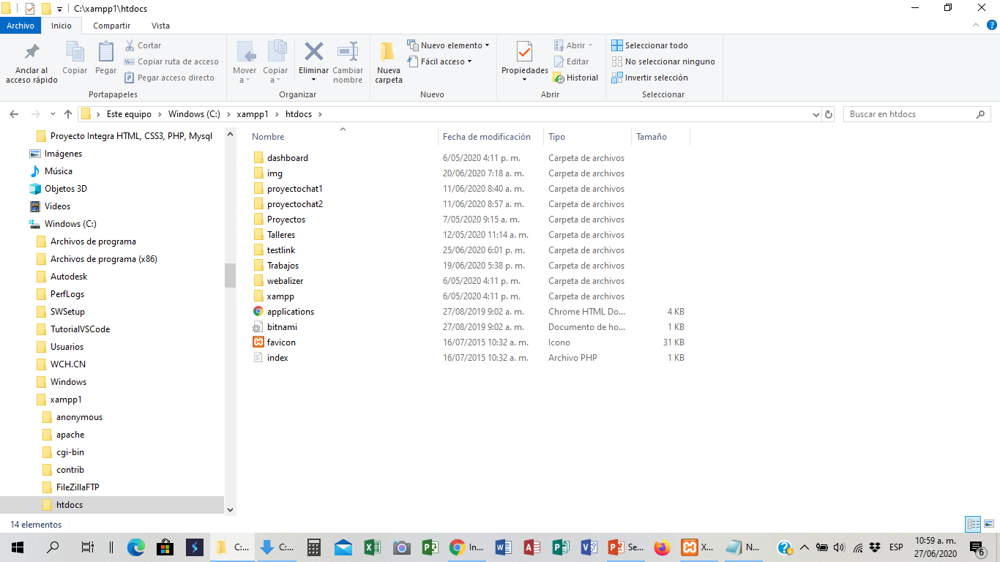 C:\xampp1\htdocs
Archivo Inicio Compartir Vista
Anclar al acceso rápido
Copiar
Pegar
Cortar
Copiar ruta de acceso
Pegar acceso directo
Portapapeles
Mover a
Copiar a
Eliminar
Cambiar nombre
Organizar
Nueva carpeta
Nuevo elemento
Fácil acceso
Nuevo
Propiedades
Abrir
Editar
Historial
Abrir
Seleccionar todo
No seleccionar ninguno
Invertir selección
Seleccionar
Este equipo > Windows (C:) > xampp1 > htdocs >
Buscar en htdocs
Proyecto Integra HTML, CSS3, PHP, Mysql
Imágenes
Música
Objetos 3D
Videos
Windows (C:)
Archivos de programa
Archivos de programa (x86)
Autodesk
PerfLogs
SWSetup
TutorialVSCode
Usuarios
WCH.CN
Windows
xampp1
anonymous
apache
cgi-bin
contrib
FileZillaFTP
htdocs
Nombre Fecha de modificación Tipo Tamaño
dashboard 6/05/2020 4:11 p. m. Carpeta de archivos
img 20/06/2020 7:18 a. m. Carpeta de archivos
proyectochat1 11/06/2020 8:40 a. m. Carpeta de archivos
proyectochat2 11/06/2020 8:57 a. m. Carpeta de archivos
Proyectos 7/05/2020 9:15 a. m. Carpeta de archivos
Talleres 12/05/2020 11:14 a. m. Carpeta de archivos
testlink 25/06/2020 6:01 p. m. Carpeta de archivos
Trabajos 19/06/2020 5:38 p. m. Carpeta de archivos
webalizer 6/05/2020 4:11 p. m. Carpeta de archivos
xampp 6/05/2020 4:11 p. m. Carpeta de archivos
applications 27/08/2019 9:02 a. m. Chrome HTML Do... 4 KB
bitnami 27/08/2019 9:02 a. m. Documento de ho... 1 KB
favicon 16/07/2015 10:32 a. m. Icono 31 KB
index 16/07/2015 10:32 a. m. Archivo PHP 1 KB
14 elementos
C:... C:... In... Se... X... N... ESP 10:59 a. m.
27/06/2020 6